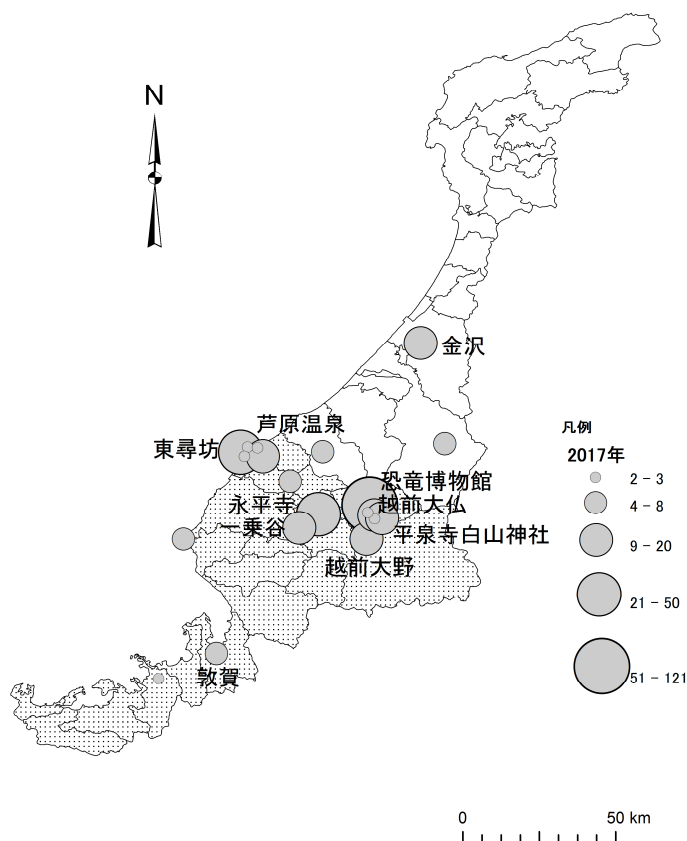 N
金沢
芦原温泉
東尋坊
凡例
2017年
恐竜博物館
2 - 3
永平寺
越前大仏
4 - 8
一乗谷
平泉寺白山神社
9 - 20
越前大野
21 - 50
敦賀
51 - 121
0 50 km